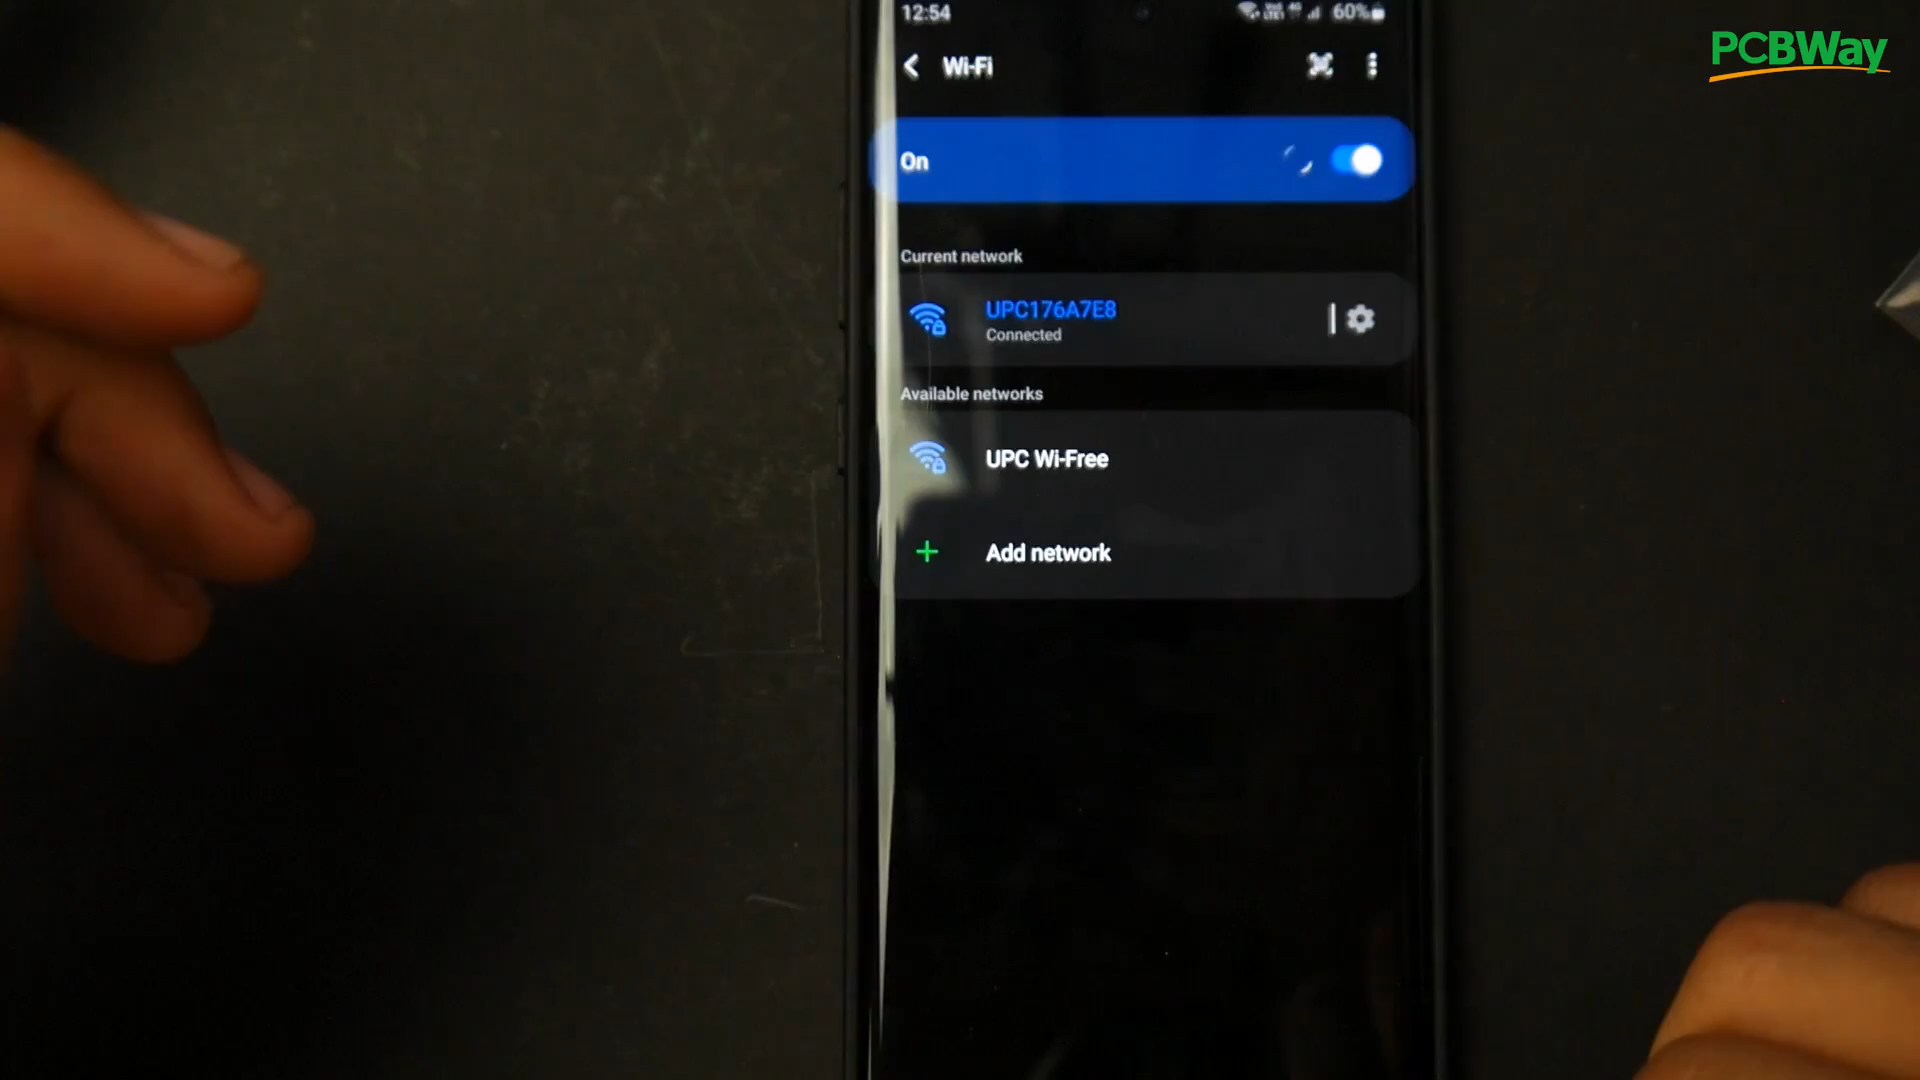 12:54
60%
PCBWay
Wi-Fi
On
Current network
UPC176A7E8
Connected
Available networks
UPC Wi-Free
Add network